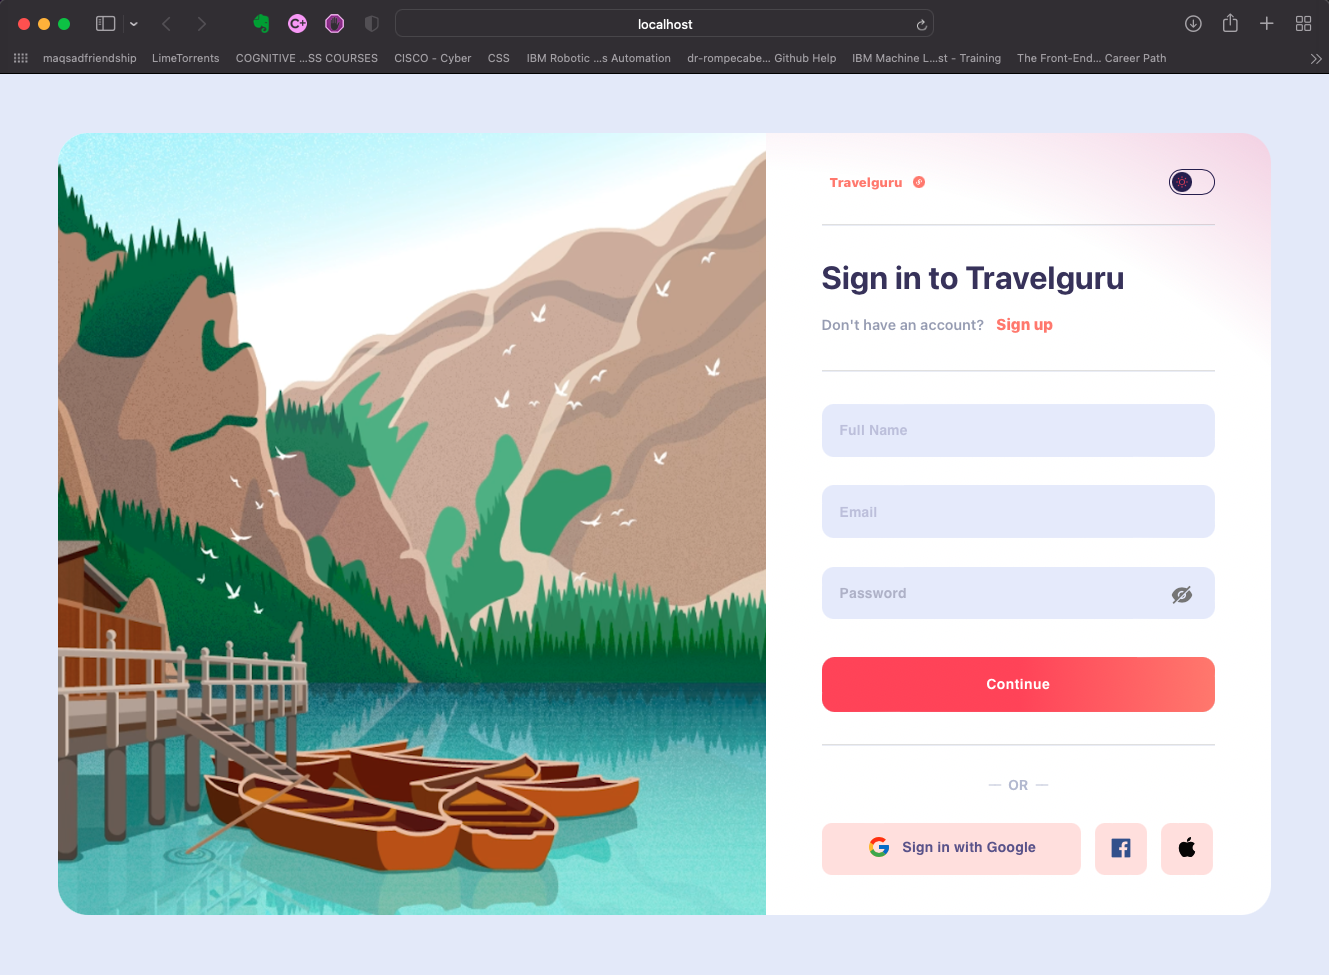 localhost
maqsadfriendship LimeTorrents COGNITIVE ...SS COURSES CISCO - Cyber CSS IBM Robotic ...s Automation dr-rompecabe... Github Help IBM Machine L...st - Training The Front-End... Career Path
Travelguru
Sign in to Travelguru
Don't have an account? Sign up
Full Name
Email
Password
Continue
— OR —
Sign in with Google